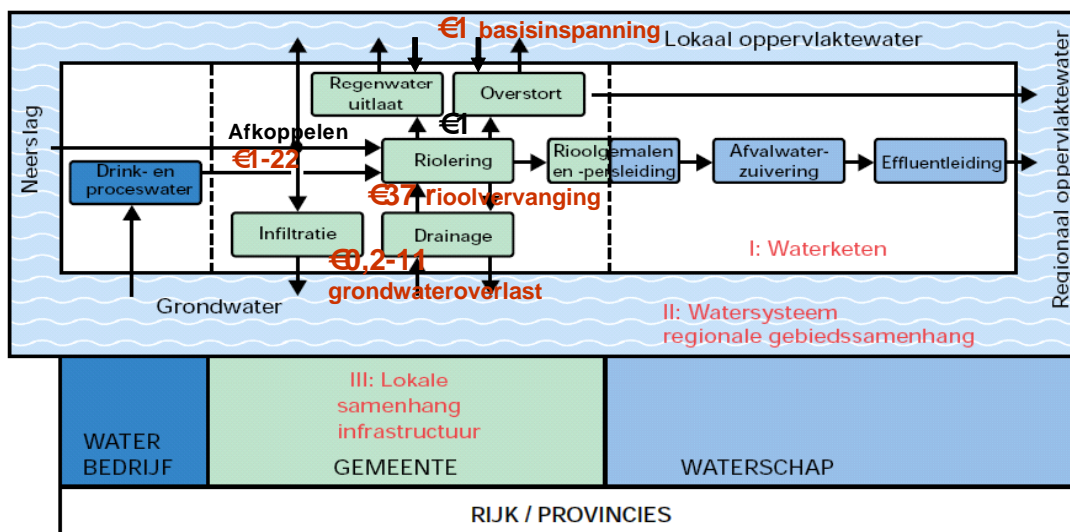 €1 basisinspanning
Lokaal oppervlaktewater
Regenwater
uitlaat
Overstort
Neerslag
Afkoppelen
€1
€1-22
Drink- en
proceswater
Riolering
Rioolgemalen
en -persleiding
Afvalwater-
zuivering
Effluentleiding
Regionaal oppervlaktewater
€37 rioolvervanging
Infiltratie
Drainage
€0,2-11
grondwateroverlast
I: Waterketen
Grondwater
II: Watersysteem
regionale gebiedssamenhang
III: Lokale
samenhang
infrastructuur
WATER
BEDRIJF
GEMEENTE
WATERSCHAP
RIJK / PROVINCIES